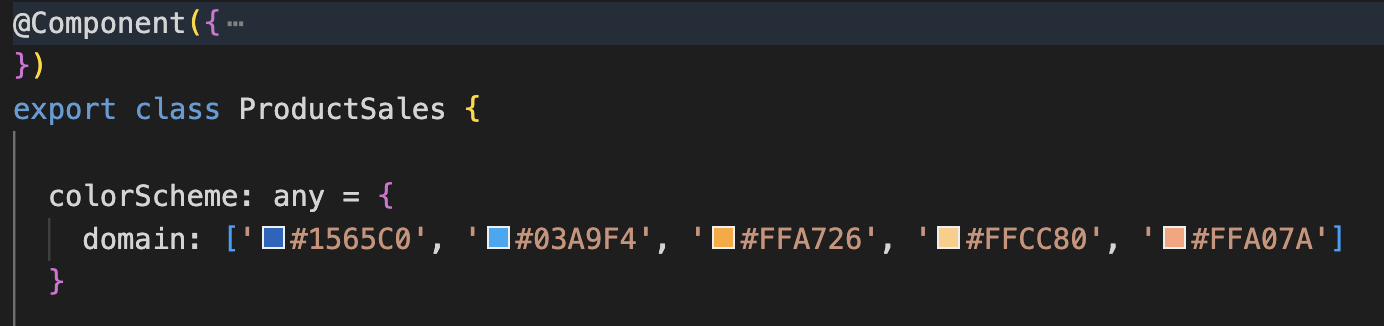 @Component({ ⋯
})
export class ProductSales {
colorScheme: any = {
domain: ['#1565C0', '#03A9F4', '#FFA726', '#FFCC80', '#FFA07A']
}